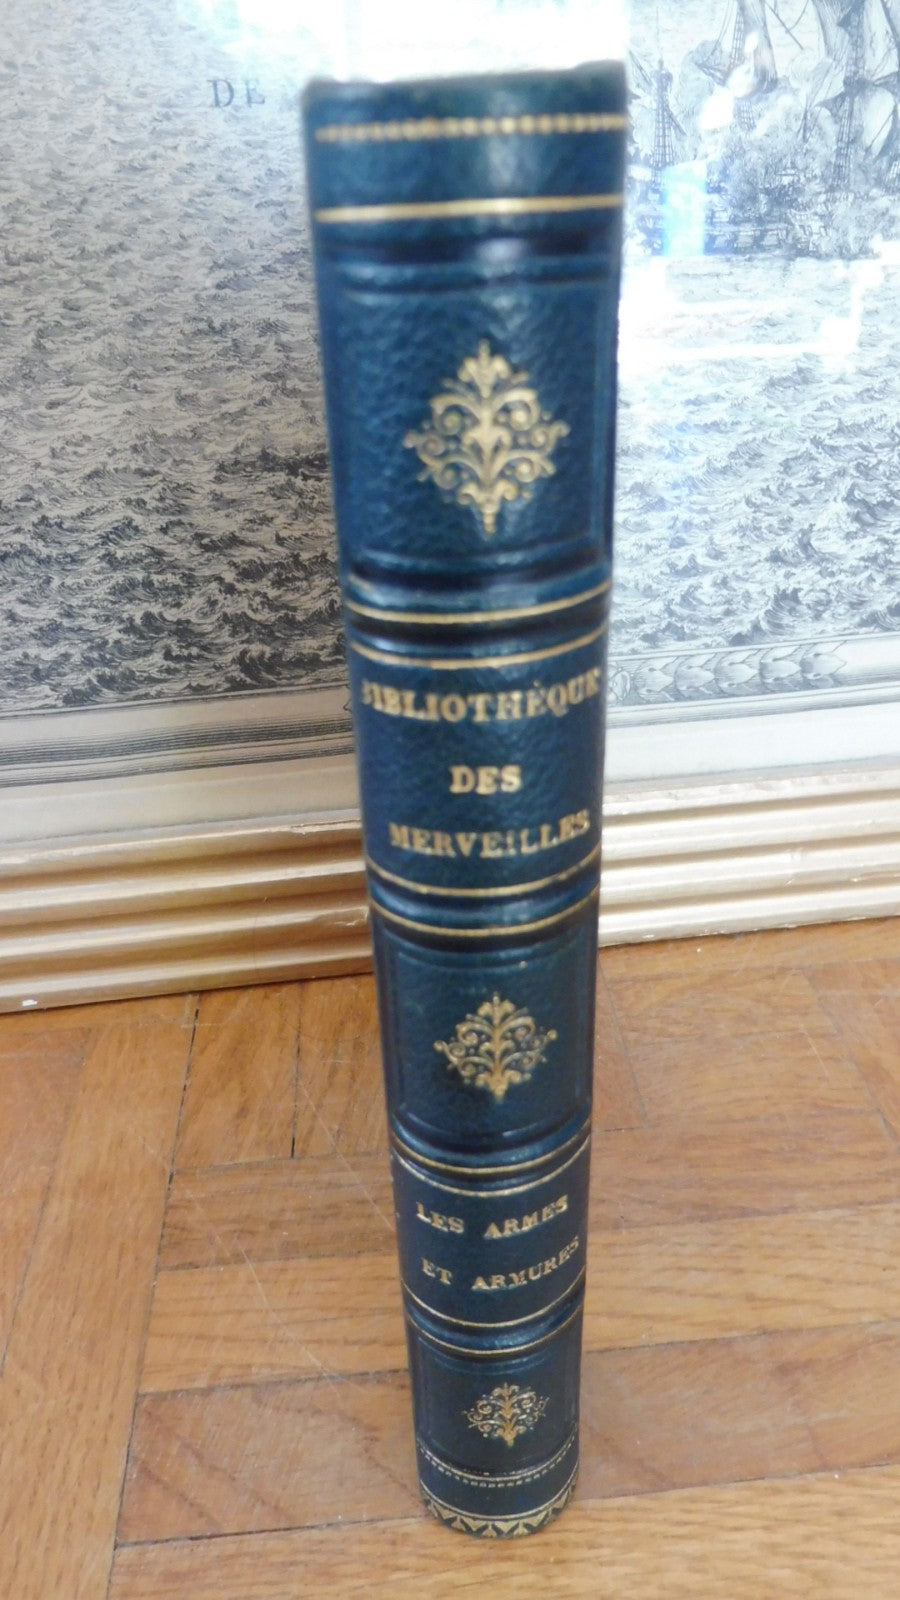 DE
BIBLIOTHÈQUE
DES
MERVEILLES
LES ARMES
ET ARMURES